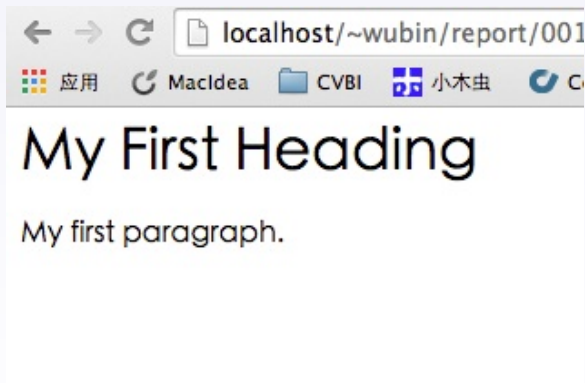 localhost/~wubin/report/001
应用 MacIdea CVBI 小木虫
My First Heading
My first paragraph.